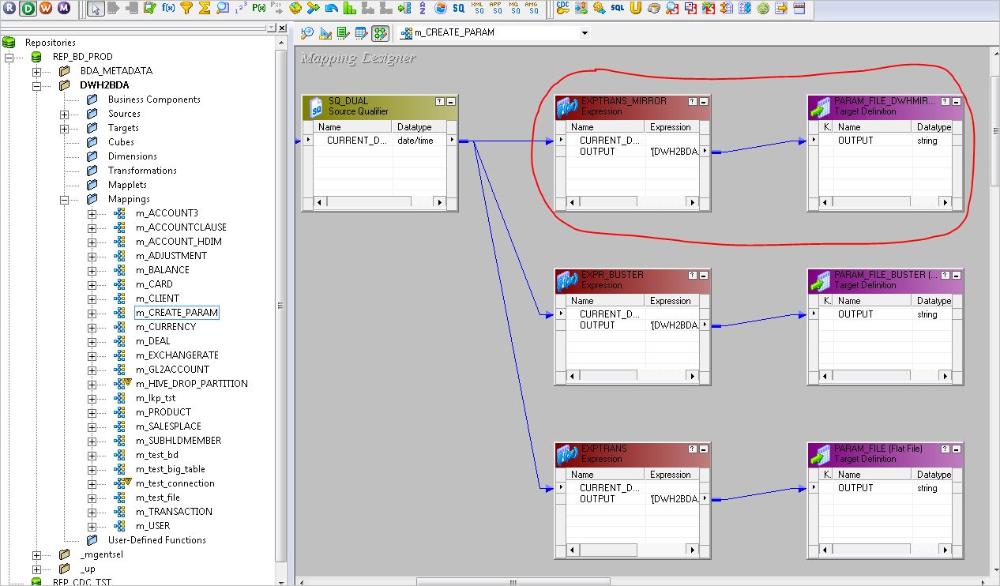 R D W M f(x) Σ 1 2 3 P(x) Pxy A Z SQ XML SQ APP SQ MQ SQ AMG SQ CDC SQL U
m_CREATE_PARAM
Repositories
REP_BD_PROD
BDA_METADATA
DWH2BDA
Business Components
Sources
Targets
Cubes
Dimensions
Transformations
Mapplets
Mappings
m_ACCOUNT3
m_ACCOUNTCLAUSE
m_ACCOUNT_HDIM
m_ADJUSTMENT
m_BALANCE
m_CARD
m_CLIENT
m_CREATE_PARAM
m_CURRENCY
m_DEAL
m_EXCHANGERATE
m_GL2ACCOUNT
m_HIVE_DROP_PARTITION
m_lkp_tst
m_PRODUCT
m_SALESPLACE
m_SUBHLDMEMBER
m_test_bd
m_test_big_table
m_test_connection
m_test_file
m_TRANSACTION
m_USER
User-Defined Functions
_mgentsel
_up
REP_CDC_TST
Mapping Designer
SQ_DUAL
Source Qualifier
Name Datatype
CURRENT_D... date/time
EXPTRANS_MIRROR
Expression
Name Expression
CURRENT_D...
OUTPUT '[DWH2BDA.
PARAM_FILE_DWHMIR...
Target Definition
K. Name Datatype
OUTPUT string
EXPR_BUSTER
Expression
Name Expression
CURRENT_D...
OUTPUT '[DWH2BDA.
PARAM_FILE_BUSTER (...
Target Definition
K. Name Datatype
OUTPUT string
EXPTRANS
Expression
Name Expression
CURRENT_D...
OUTPUT '[DWH2BDA.
PARAM_FILE (Flat File)
Target Definition
K. Name Datatype
OUTPUT string